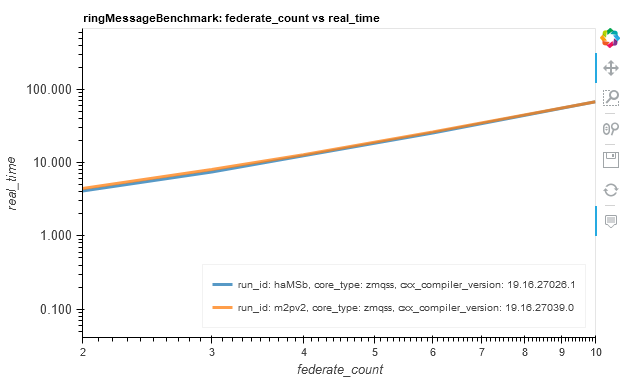 ringMessageBenchmark: federate_count vs real_time
100.000
10.000
1.000
0.100
real_time
run_id: haMSb, core_type: zmqss, cxx_compiler_version: 19.16.27026.1
run_id: m2pv2, core_type: zmqss, cxx_compiler_version: 19.16.27039.0
2 3 4 5 6 7 8 9 10
federate_count